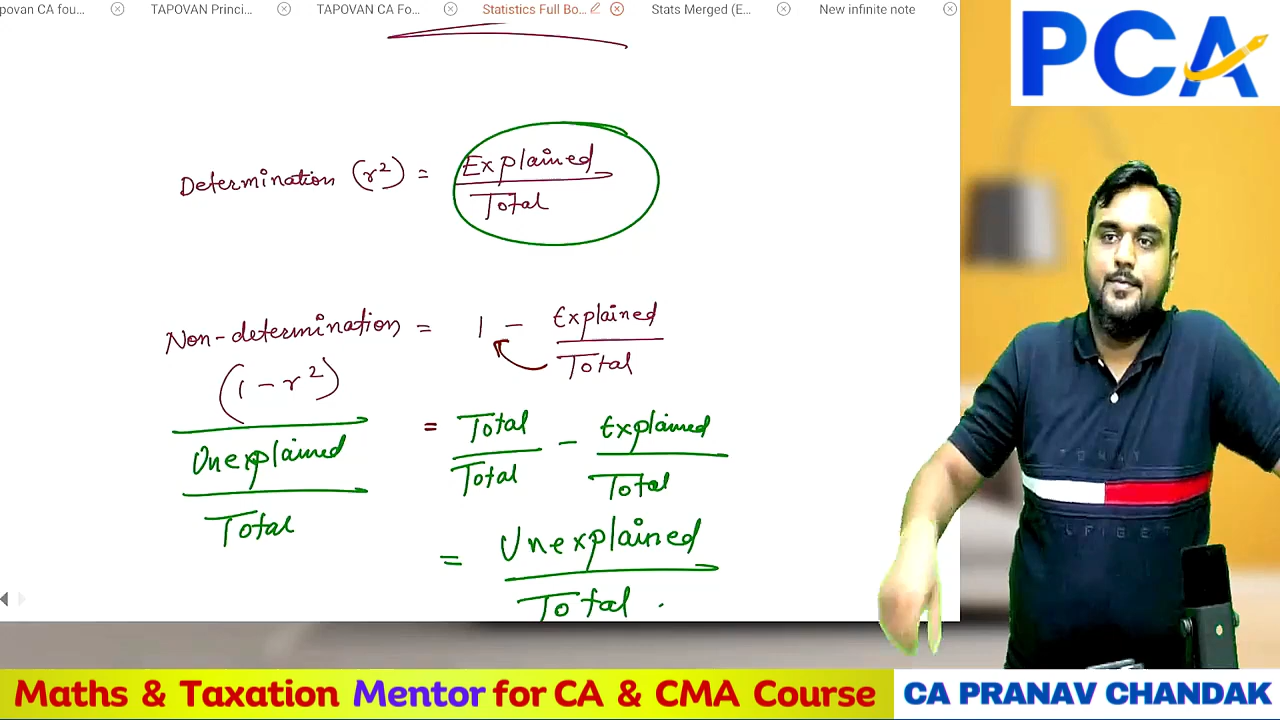 povan CA fou...
TAPOVAN Princi...
TAPOVAN CA Fo...
Statistics Full Bo...
Stats Merged (E...
New infinite note
PCA
Determination (r²) = Explained
Total
Non-determination = 1 - Explained
Total
(1 - r²)
Unexplained
Total
= Total - Explained
Total Total
= Unexplained
Total
TOMMY
HILFIGER
Maths & Taxation Mentor for CA & CMA Course
CA PRANAV CHANDAK